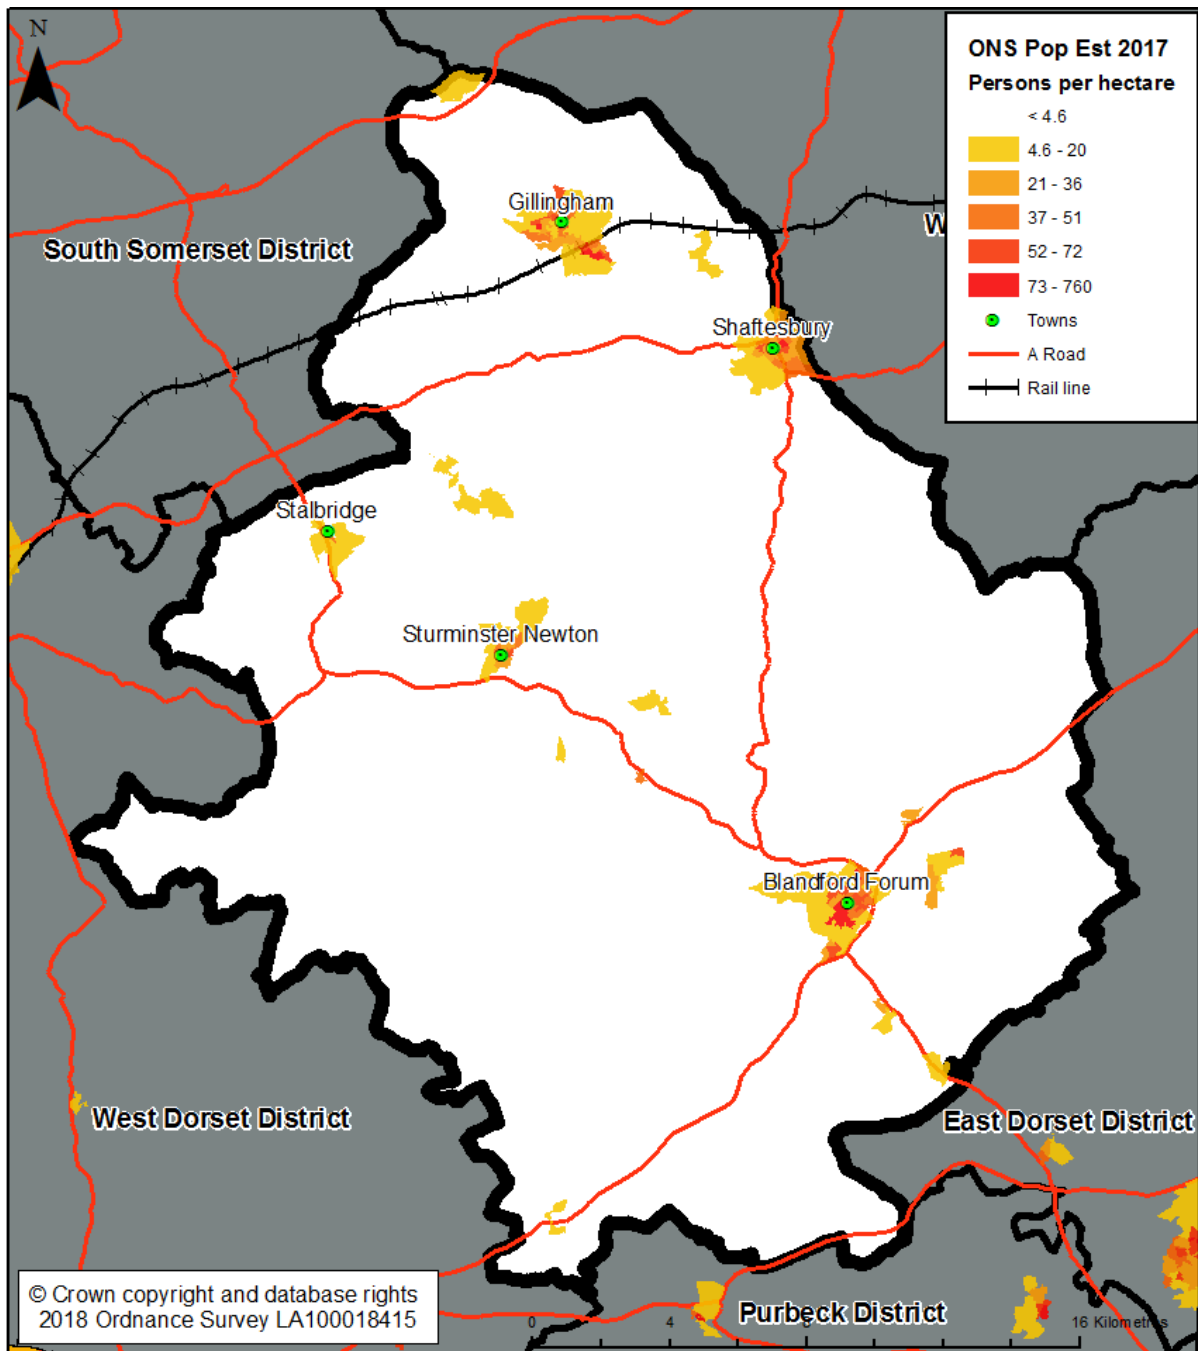 N
ONS Pop Est 2017
Persons per hectare
< 4.6
4.6 - 20
21 - 36
37 - 51
52 - 72
73 - 760
Towns
A Road
Rail line
Gillingham
South Somerset District
W
Shaftesbury
Stalbridge
Sturminster Newton
Blandford Forum
West Dorset District
East Dorset District
© Crown copyright and database rights
2018 Ordnance Survey LA100018415
Purbeck District
0 4 8 16 Kilometres